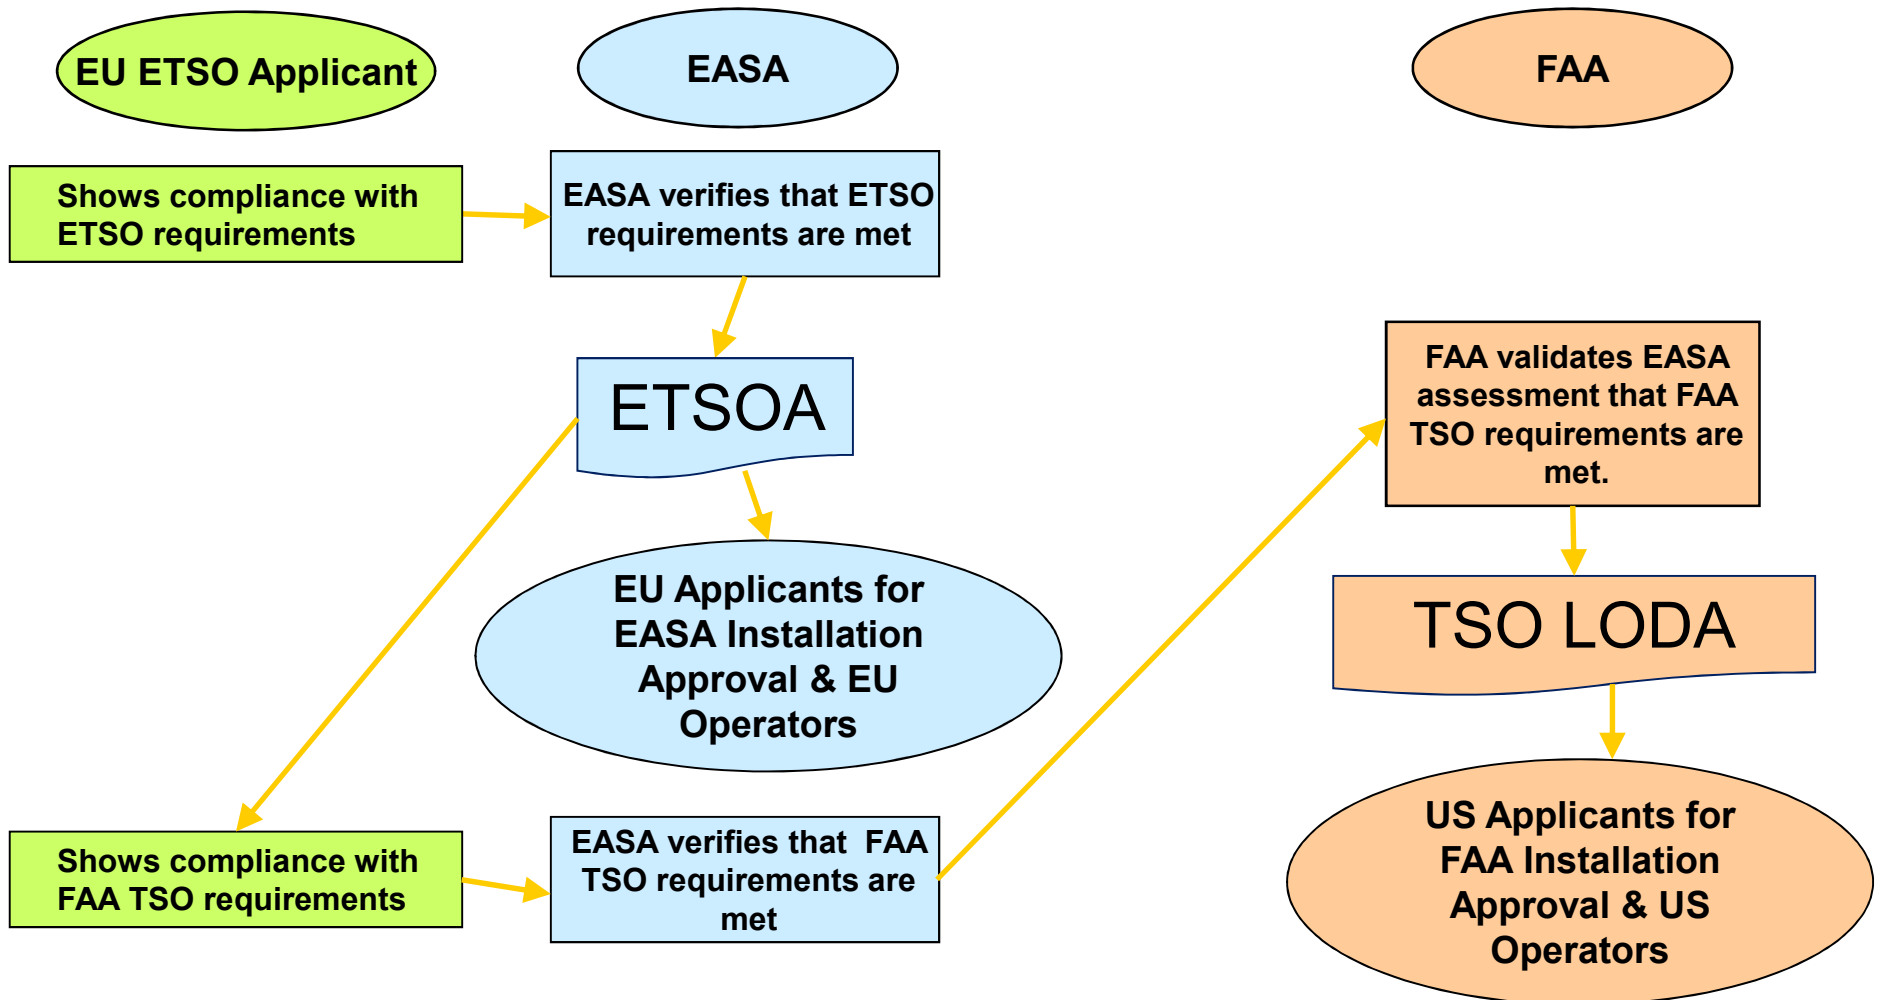 EU ETSO Applicant
EASA
FAA
Shows compliance with
ETSO requirements
EASA verifies that ETSO
requirements are met
ETSOA
FAA validates EASA
assessment that FAA
TSO requirements are
met.
EU Applicants for
EASA Installation
Approval & EU
Operators
TSO LODA
Shows compliance with
FAA TSO requirements
EASA verifies that FAA
TSO requirements are
met
US Applicants for
FAA Installation
Approval & US
Operators